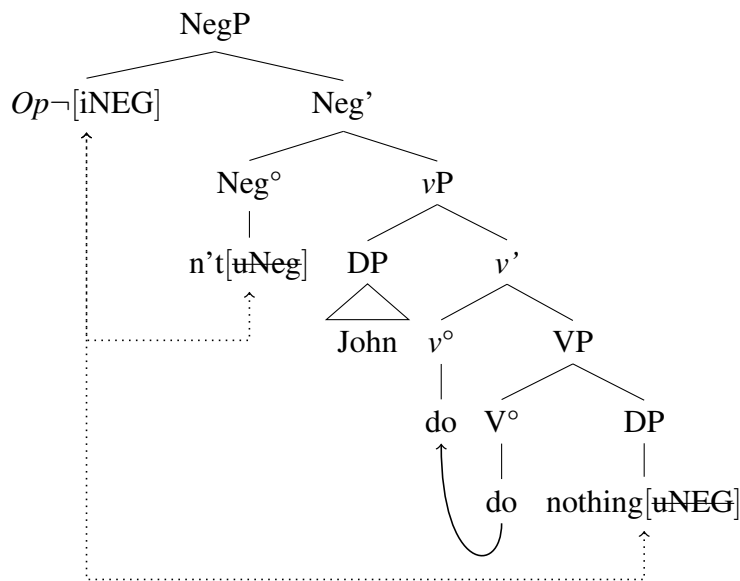 NegP
Op¬[iNEG] Neg’
Neg° vP
n’t[uNeg] DP v’
John v° VP
do V° DP
do nothing[uNEG]